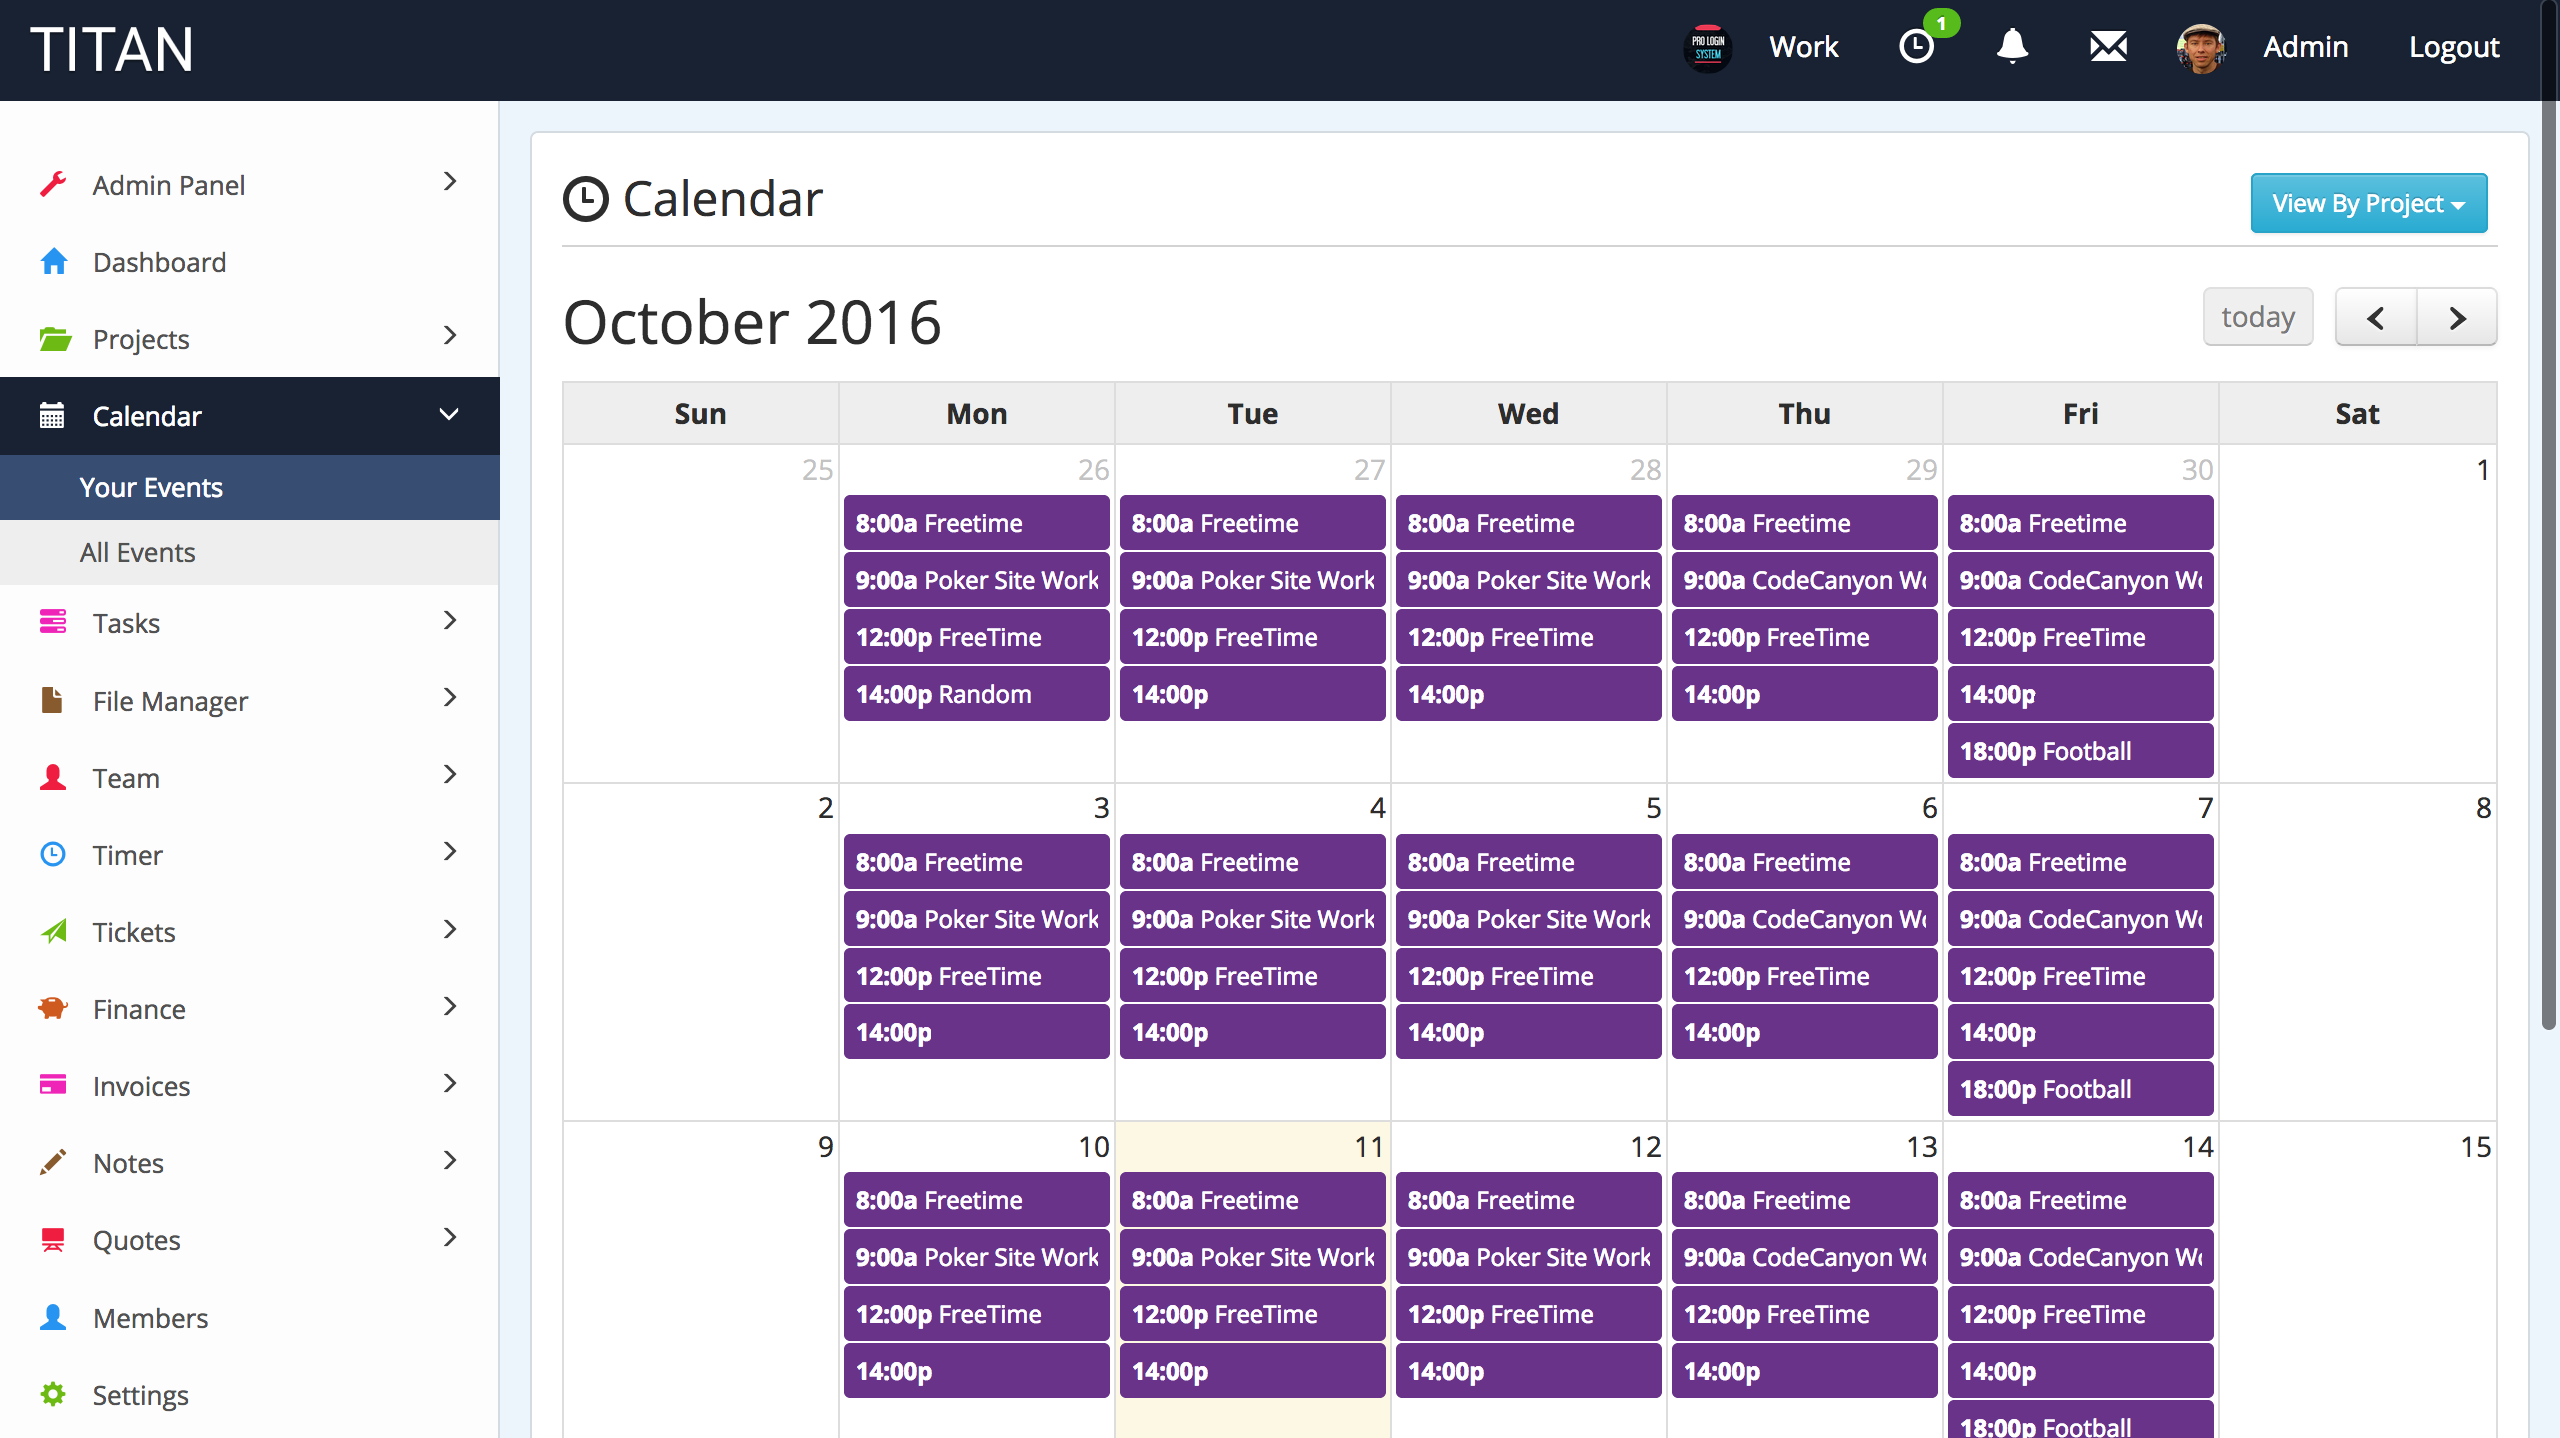 TITAN
PRO LOGIN
SYSTEM
Work
1
Admin
Logout
Admin Panel
Dashboard
Projects
Calendar
Your Events
All Events
Tasks
File Manager
Team
Timer
Tickets
Finance
Invoices
Notes
Quotes
Members
Settings
Calendar
View By Project
October 2016
today
Sun Mon Tue Wed Thu Fri Sat
25 26 27 28 29 30 1
8:00a Freetime 8:00a Freetime 8:00a Freetime 8:00a Freetime 8:00a Freetime
9:00a Poker Site Work 9:00a Poker Site Work 9:00a Poker Site Work 9:00a CodeCanyon Wo 9:00a CodeCanyon Wo
12:00p FreeTime 12:00p FreeTime 12:00p FreeTime 12:00p FreeTime 12:00p FreeTime
14:00p Random 14:00p 14:00p 14:00p 14:00p
18:00p Football
2 3 4 5 6 7 8
8:00a Freetime 8:00a Freetime 8:00a Freetime 8:00a Freetime 8:00a Freetime
9:00a Poker Site Work 9:00a Poker Site Work 9:00a Poker Site Work 9:00a CodeCanyon Wo 9:00a CodeCanyon Wo
12:00p FreeTime 12:00p FreeTime 12:00p FreeTime 12:00p FreeTime 12:00p FreeTime
14:00p 14:00p 14:00p 14:00p 14:00p
18:00p Football
9 10 11 12 13 14 15
8:00a Freetime 8:00a Freetime 8:00a Freetime 8:00a Freetime 8:00a Freetime
9:00a Poker Site Work 9:00a Poker Site Work 9:00a Poker Site Work 9:00a CodeCanyon Wo 9:00a CodeCanyon Wo
12:00p FreeTime 12:00p FreeTime 12:00p FreeTime 12:00p FreeTime 12:00p FreeTime
14:00p 14:00p 14:00p 14:00p 14:00p
18:00p Football